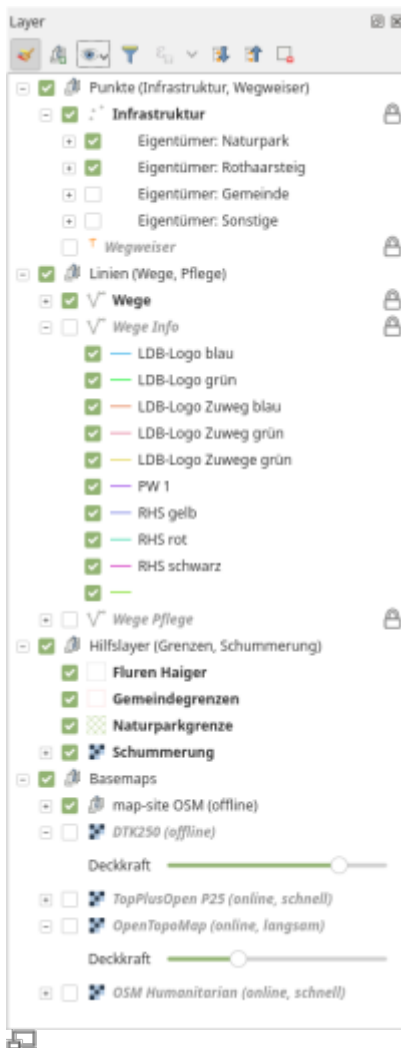 Layer
Punkte (Infrastruktur, Wegweiser)
Infrastruktur
Eigentümer: Naturpark
Eigentümer: Rothaarsteig
Eigentümer: Gemeinde
Eigentümer: Sonstige
Wegweiser
Linien (Wege, Pflege)
Wege
Wege Info
LDB-Logo blau
LDB-Logo grün
LDB-Logo Zuweg blau
LDB-Logo Zuweg grün
LDB-Logo Zuwege grün
PW 1
RHS gelb
RHS rot
RHS schwarz
Wege Pflege
Hilfslayer (Grenzen, Schummerung)
Fluren Haiger
Gemeindegrenzen
Naturparkgrenze
Schummerung
Basemaps
map-site OSM (offline)
DTK250 (offline)
Deckkraft
TopPlusOpen P25 (online, schnell)
OpenTopoMap (online, langsam)
Deckkraft
OSM Humanitarian (online, schnell)